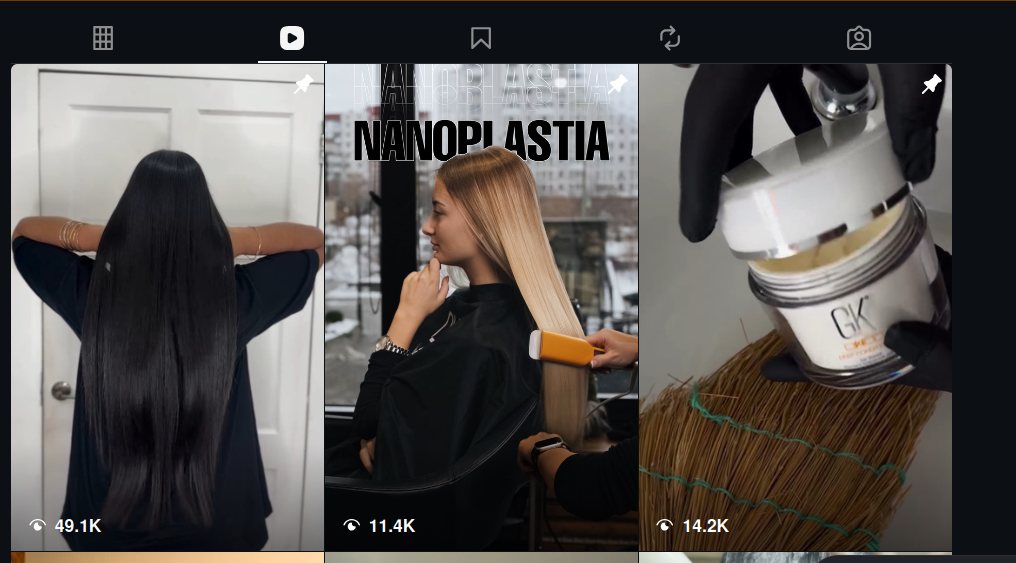 NANOPLASTIA
NANOPLASTIA
GK
49.1K
11.4K
14.2K